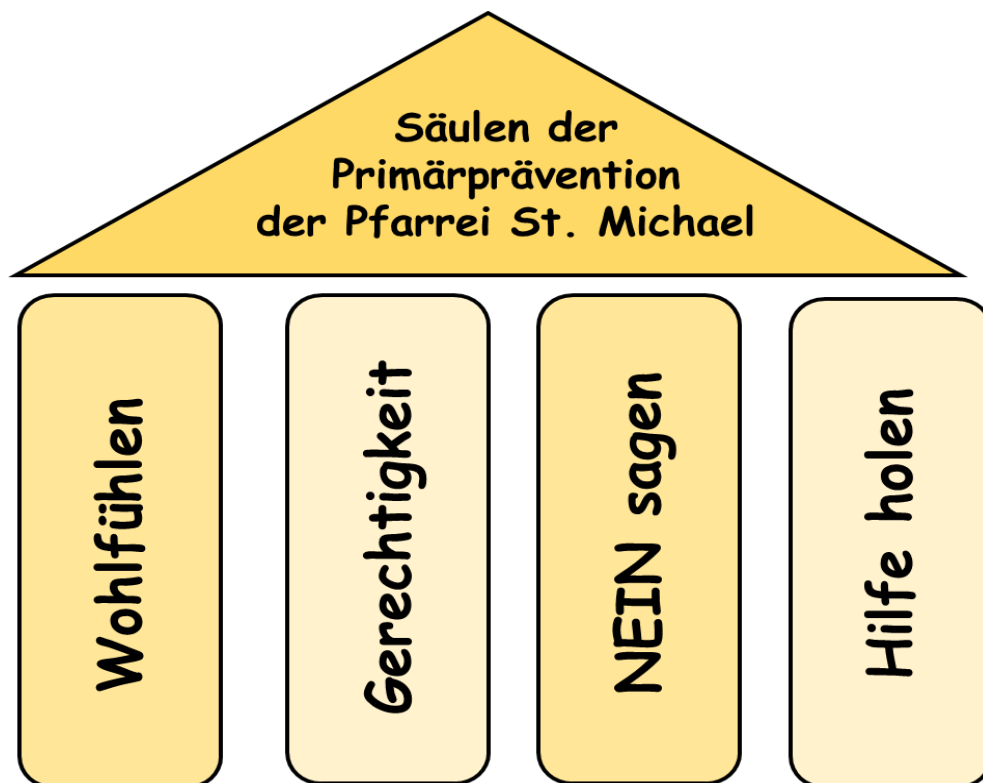 Säulen der
Primärprävention
der Pfarrei St. Michael
Wohlfühlen
Gerechtigkeit
NEIN sagen
Hilfe holen